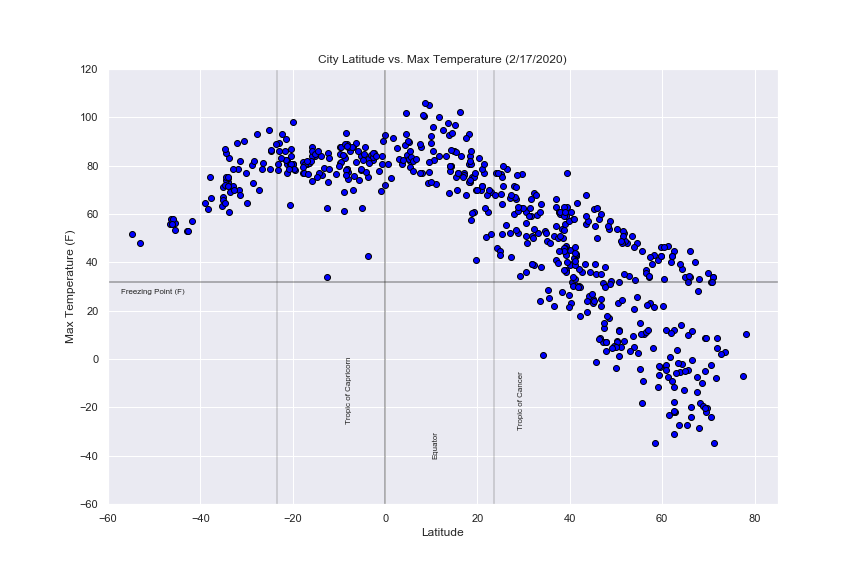 City Latitude vs. Max Temperature (2/17/2020)
120
100
80
60
40
20
0
−20
−40
−60
Max Temperature (F)
Freezing Point (F)
Tropic of Capricorn
Equator
Tropic of Cancer
−60
−40
−20
0
20
40
60
80
Latitude